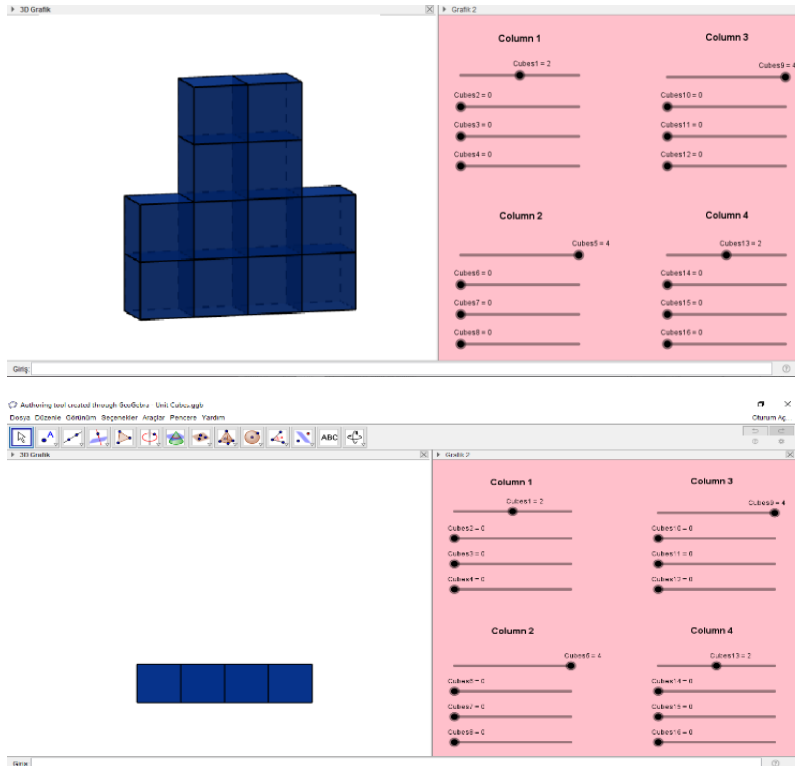 3D Grafik
Grafik 2
Column 1
Column 3
Cubes1 = 2
Cubes9 = 4
Cubes2 = 0
Cubes10 = 0
Cubes3 = 0
Cubes11 = 0
Cubes4 = 0
Cubes12 = 0
Column 2
Column 4
Cubes5 = 4
Cubes13 = 2
Cubes6 = 0
Cubes14 = 0
Cubes7 = 0
Cubes15 = 0
Cubes8 = 0
Cubes16 = 0
Giriş:
Authoring tool created through GeoGebra - Unit Cubes.ggb
Dosya Düzenle Görünüm Seçenekler Araçlar Pencere Yardım
Oturum Aç...
ABC
3D Grafik
Grafik 2
Column 1
Column 3
Cubes1 = 2
Cubes9 = 4
Cubes2 = 0
Cubes10 = 0
Cubes3 = 0
Cubes11 = 0
Cubes4 = 0
Cubes12 = 0
Column 2
Column 4
Cubes5 = 4
Cubes13 = 2
Cubes6 = 0
Cubes14 = 0
Cubes7 = 0
Cubes15 = 0
Cubes8 = 0
Cubes16 = 0
Giriş